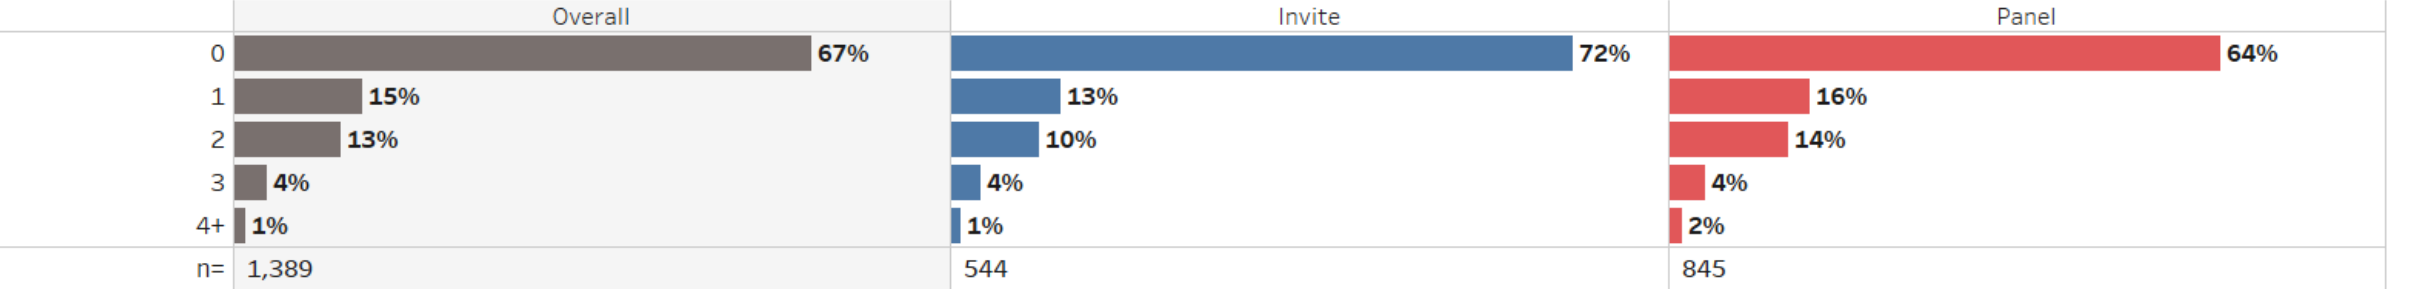 Overall Invite Panel
0 67% 72% 64%
1 15% 13% 16%
2 13% 10% 14%
3 4% 4% 4%
4+ 1% 1% 2%
n= 1,389 544 845